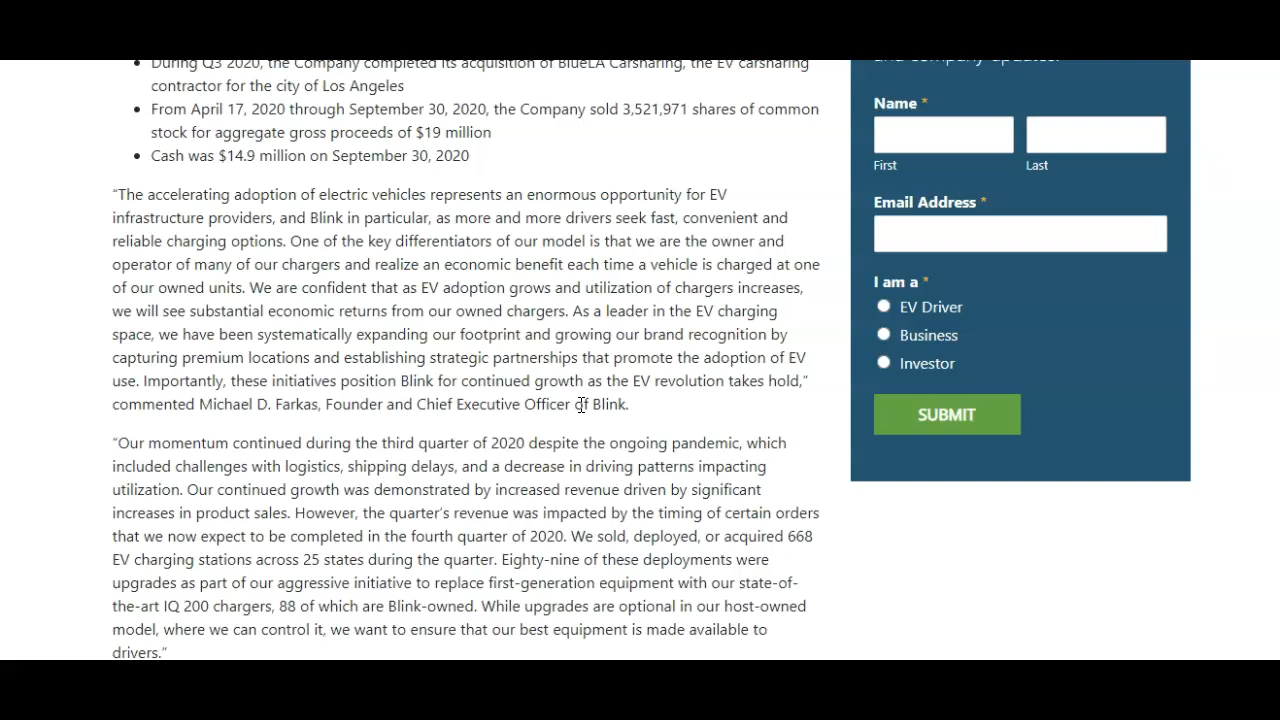 During Q3 2020, the Company completed its acquisition of BlueLA Carsharing, the EV carsharing
contractor for the city of Los Angeles
From April 17, 2020 through September 30, 2020, the Company sold 3,521,971 shares of common
stock for aggregate gross proceeds of $19 million
Cash was $14.9 million on September 30, 2020
“The accelerating adoption of electric vehicles represents an enormous opportunity for EV
infrastructure providers, and Blink in particular, as more and more drivers seek fast, convenient and
reliable charging options. One of the key differentiators of our model is that we are the owner and
operator of many of our chargers and realize an economic benefit each time a vehicle is charged at one
of our owned units. We are confident that as EV adoption grows and utilization of chargers increases,
we will see substantial economic returns from our owned chargers. As a leader in the EV charging
space, we have been systematically expanding our footprint and growing our brand recognition by
capturing premium locations and establishing strategic partnerships that promote the adoption of EV
use. Importantly, these initiatives position Blink for continued growth as the EV revolution takes hold,”
commented Michael D. Farkas, Founder and Chief Executive Officer of Blink.
“Our momentum continued during the third quarter of 2020 despite the ongoing pandemic, which
included challenges with logistics, shipping delays, and a decrease in driving patterns impacting
utilization. Our continued growth was demonstrated by increased revenue driven by significant
increases in product sales. However, the quarter’s revenue was impacted by the timing of certain orders
that we now expect to be completed in the fourth quarter of 2020. We sold, deployed, or acquired 668
EV charging stations across 25 states during the quarter. Eighty-nine of these deployments were
upgrades as part of our aggressive initiative to replace first-generation equipment with our state-of-
the-art IQ 200 chargers, 88 of which are Blink-owned. While upgrades are optional in our host-owned
model, where we can control it, we want to ensure that our best equipment is made available to
drivers.”
and company updates.
Name *
First Last
Email Address *
I am a *
EV Driver
Business
Investor
SUBMIT